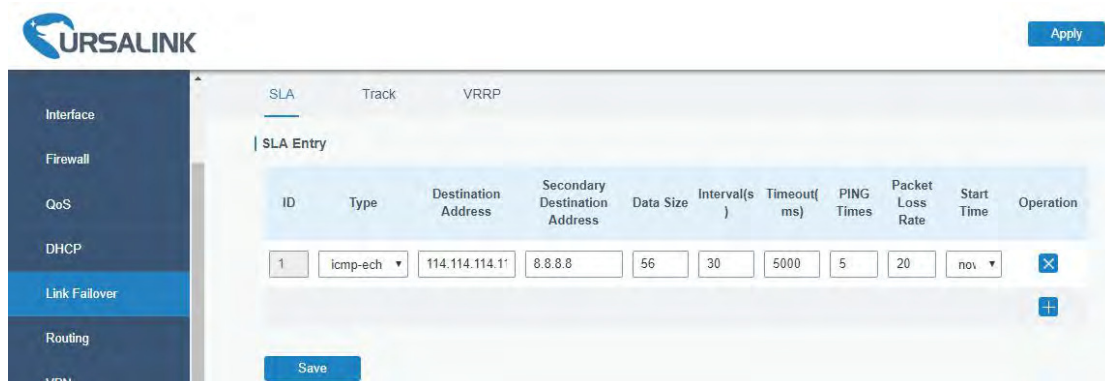 URSALINK
Apply
SLA Track VRRP
Interface
SLA Entry
Firewall
ID Type Destination Address Secondary Destination Address Data Size Interval(s) Timeout(ms) PING Times Packet Loss Rate Start Time Operation
QoS
DHCP
1 icmp-ech 114.114.114.11 8.8.8.8 56 30 5000 5 20 nov
Link Failover
Routing
Save
VPN